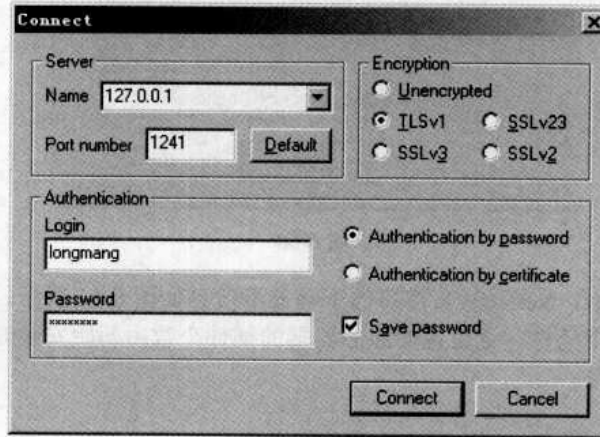 Connect
Server
Name 127.0.0.1
Port number 1241 Default
Encryption
Unencrypted
TLSv1 SSLv23
SSLv3 SSLv2
Authentication
Login
longmang
Authentication by password
Authentication by certificate
Password
********
Save password
Connect Cancel